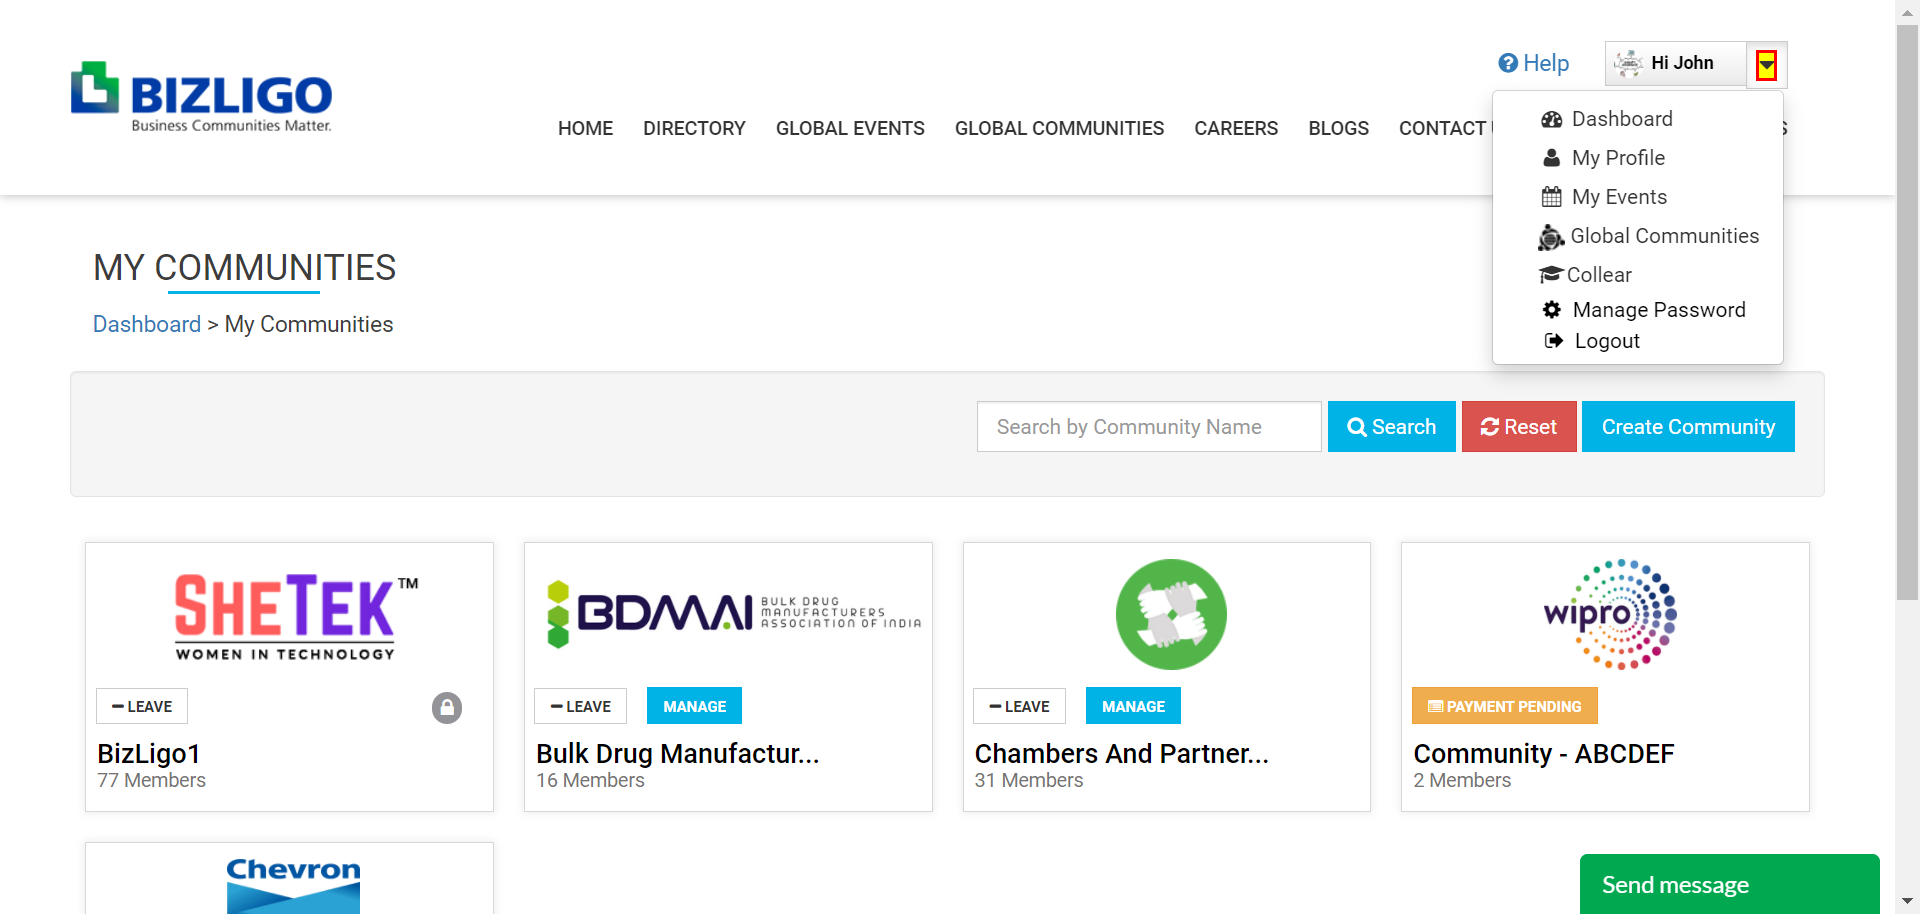 Help
Hi John
BIZLIGO
Business Communities Matter.
HOME DIRECTORY GLOBAL EVENTS GLOBAL COMMUNITIES CAREERS BLOGS CONTACT
Dashboard
My Profile
My Events
Global Communities
Collear
Manage Password
Logout
MY COMMUNITIES
Dashboard > My Communities
Search by Community Name
Search
Reset
Create Community
SHETEK™
WOMEN IN TECHNOLOGY
LEAVE
BizLigo1
77 Members
BDMAI
BULK DRUG
MANUFACTURERS
ASSOCIATION OF INDIA
LEAVE
MANAGE
Bulk Drug Manufactur...
16 Members
LEAVE
MANAGE
Chambers And Partner...
31 Members
wipro
PAYMENT PENDING
Community - ABCDEF
2 Members
Chevron
Send message